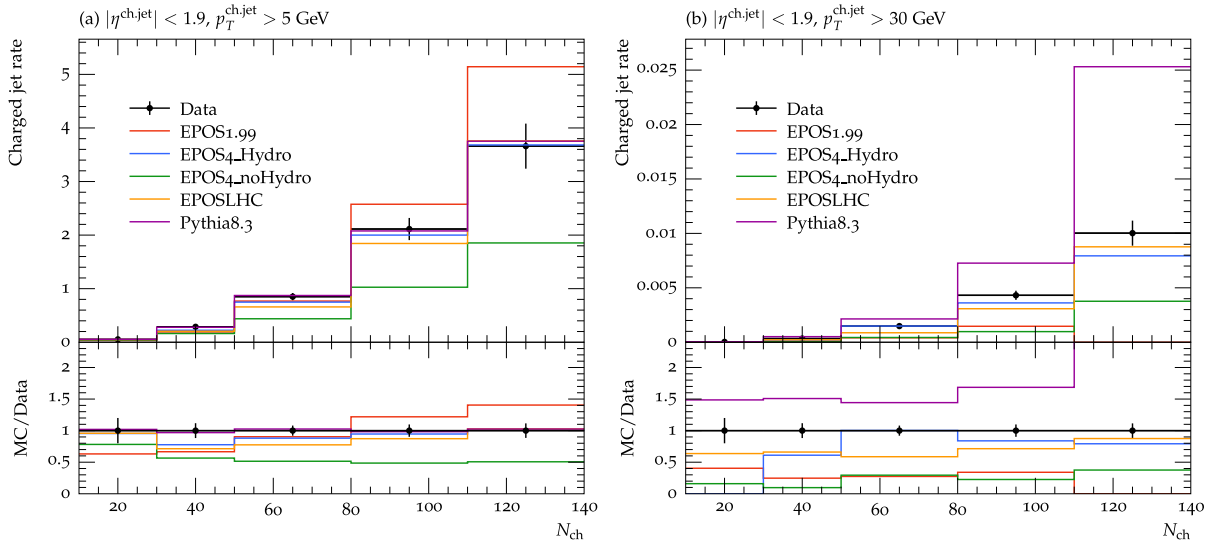 (a) |η^ch.jet| < 1.9, p_T^ch.jet > 5 GeV
Charged jet rate
5
4
3
2
1
0
Data
EPOS1.99
EPOS4_Hydro
EPOS4_noHydro
EPOSLHC
Pythia8.3
MC/Data
2
1.5
1
0.5
0
20 40 60 80 100 120 140
N_ch
(b) |η^ch.jet| < 1.9, p_T^ch.jet > 30 GeV
Charged jet rate
0.025
0.02
0.015
0.01
0.005
0
Data
EPOS1.99
EPOS4_Hydro
EPOS4_noHydro
EPOSLHC
Pythia8.3
MC/Data
2
1.5
1
0.5
0
20 40 60 80 100 120 140
N_ch